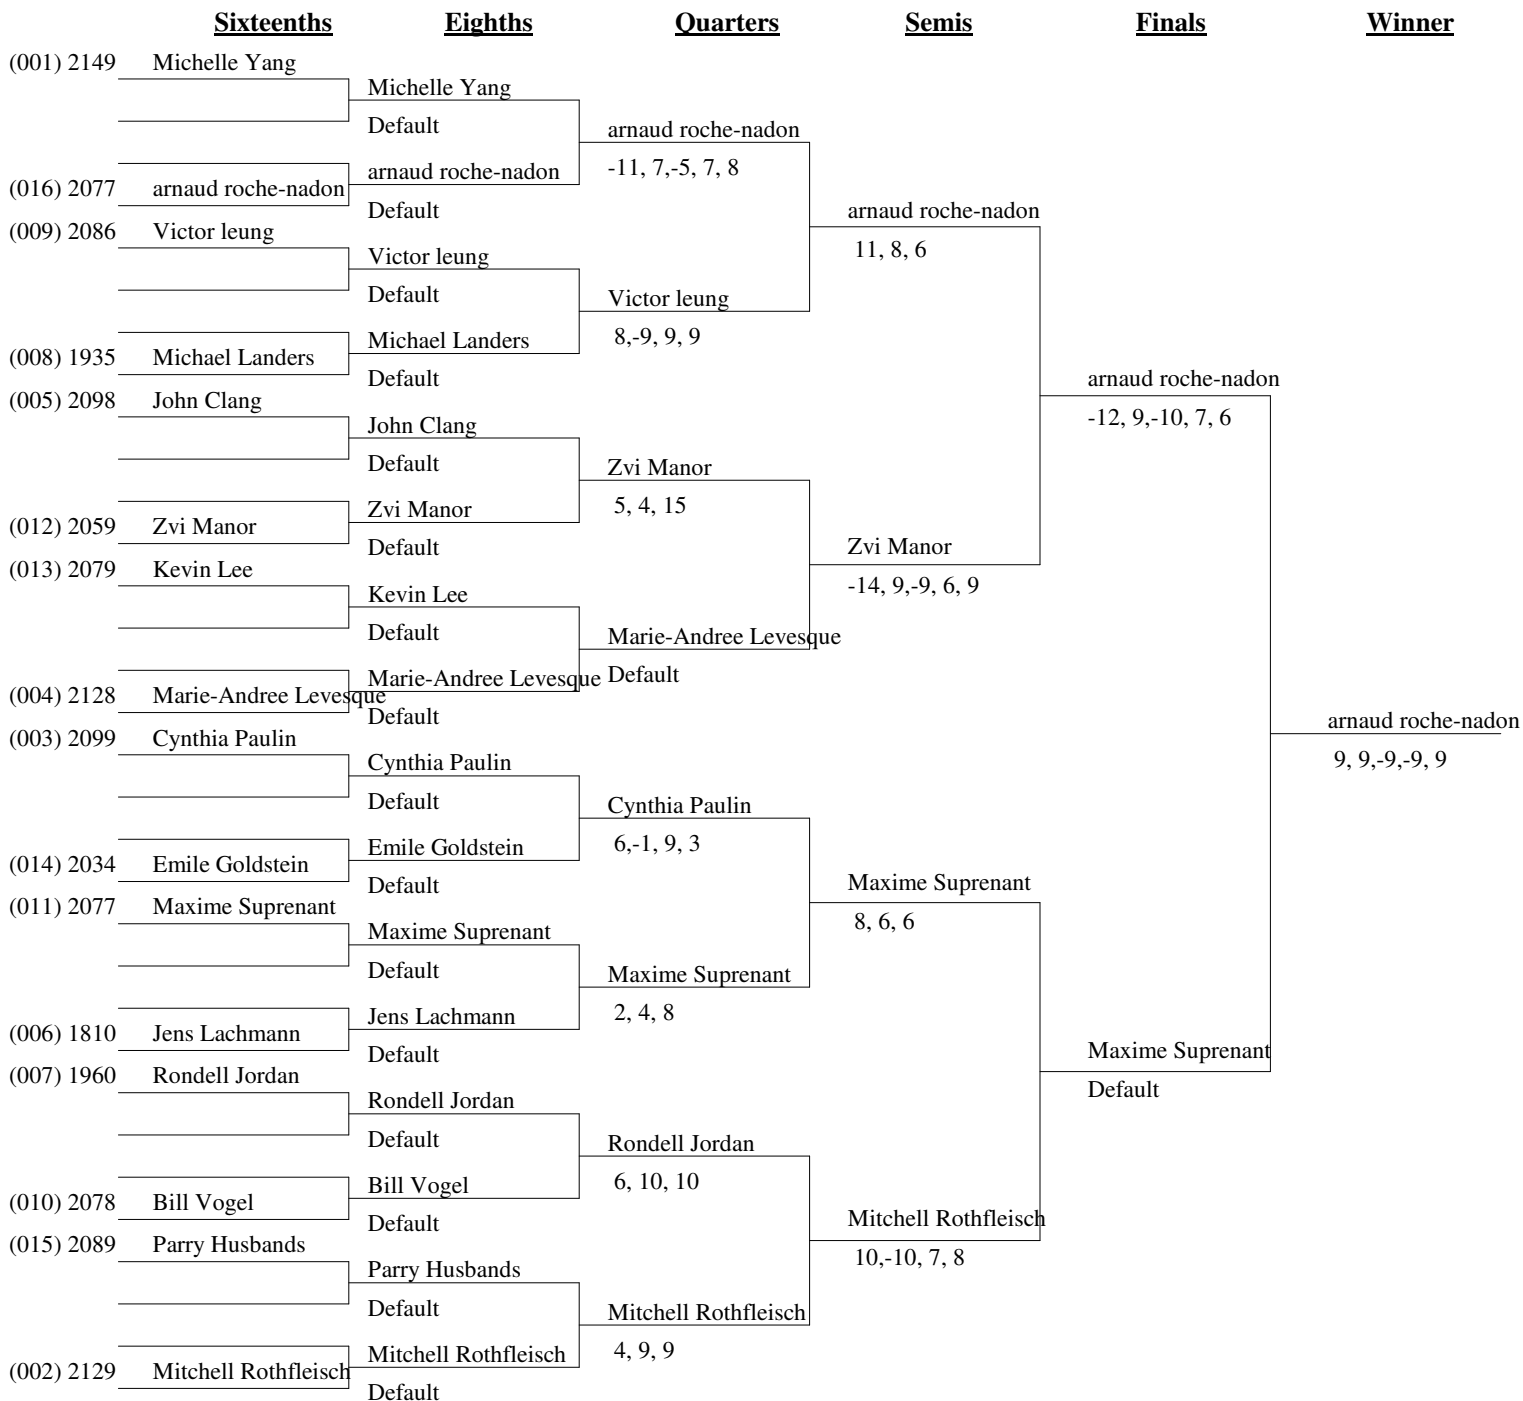 Sixteenths Eighths Quarters Semis Finals Winner
(001) 2149 Michelle Yang
Michelle Yang
Default
arnaud roche-nadon
-11, 7,-5, 7, 8
arnaud roche-nadon
(016) 2077 arnaud roche-nadon
Default
arnaud roche-nadon
11, 8, 6
(009) 2086 Victor leung
Victor leung
Default
Victor leung
8,-9, 9, 9
Michael Landers
(008) 1935 Michael Landers
Default
arnaud roche-nadon
-12, 9,-10, 7, 6
(005) 2098 John Clang
John Clang
Default
Zvi Manor
5, 4, 15
Zvi Manor
(012) 2059 Zvi Manor
Default
Zvi Manor
-14, 9,-9, 6, 9
(013) 2079 Kevin Lee
Kevin Lee
Default
Marie-Andree Levesque
Default
Marie-Andree Levesque
(004) 2128 Marie-Andree Levesque
Default
arnaud roche-nadon
9, 9,-9,-9, 9
(003) 2099 Cynthia Paulin
Cynthia Paulin
Default
Cynthia Paulin
6,-1, 9, 3
Emile Goldstein
(014) 2034 Emile Goldstein
Default
Maxime Suprenant
8, 6, 6
(011) 2077 Maxime Suprenant
Maxime Suprenant
Default
Maxime Suprenant
2, 4, 8
Jens Lachmann
(006) 1810 Jens Lachmann
Default
Maxime Suprenant
Default
(007) 1960 Rondell Jordan
Rondell Jordan
Default
Rondell Jordan
6, 10, 10
Bill Vogel
(010) 2078 Bill Vogel
Default
Mitchell Rothfleisch
10,-10, 7, 8
(015) 2089 Parry Husbands
Parry Husbands
Default
Mitchell Rothfleisch
4, 9, 9
Mitchell Rothfleisch
(002) 2129 Mitchell Rothfleisch
Default